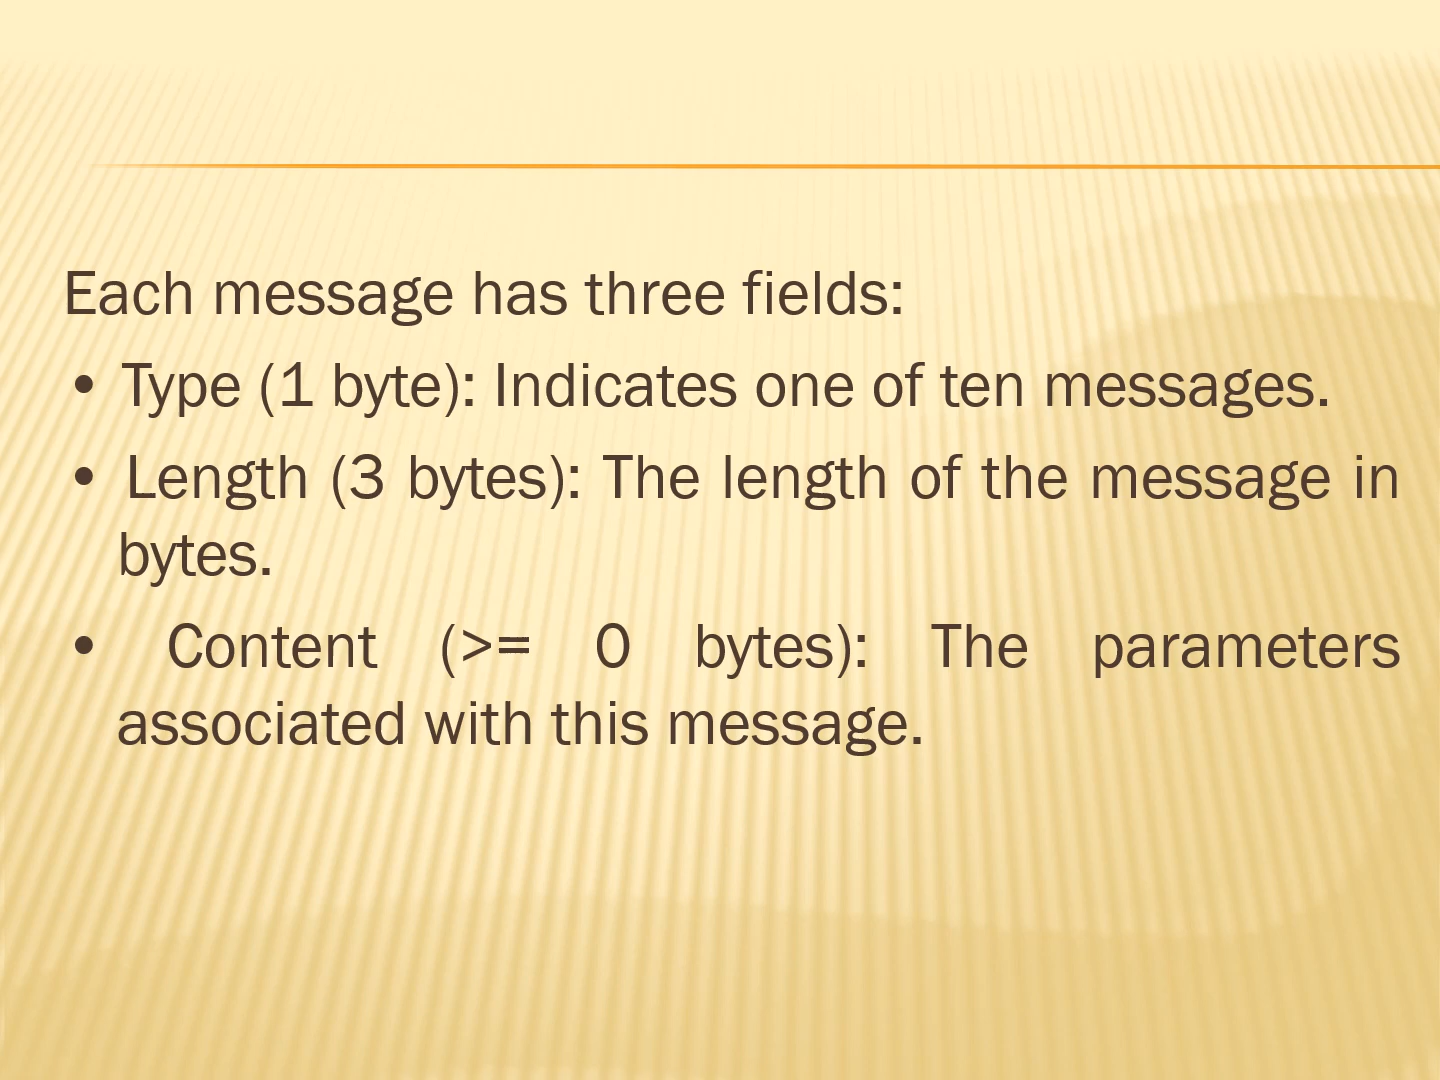 Each message has three fields:
• Type (1 byte): Indicates one of ten messages.
• Length (3 bytes): The length of the message in
bytes.
• Content (>= 0 bytes): The parameters
associated with this message.